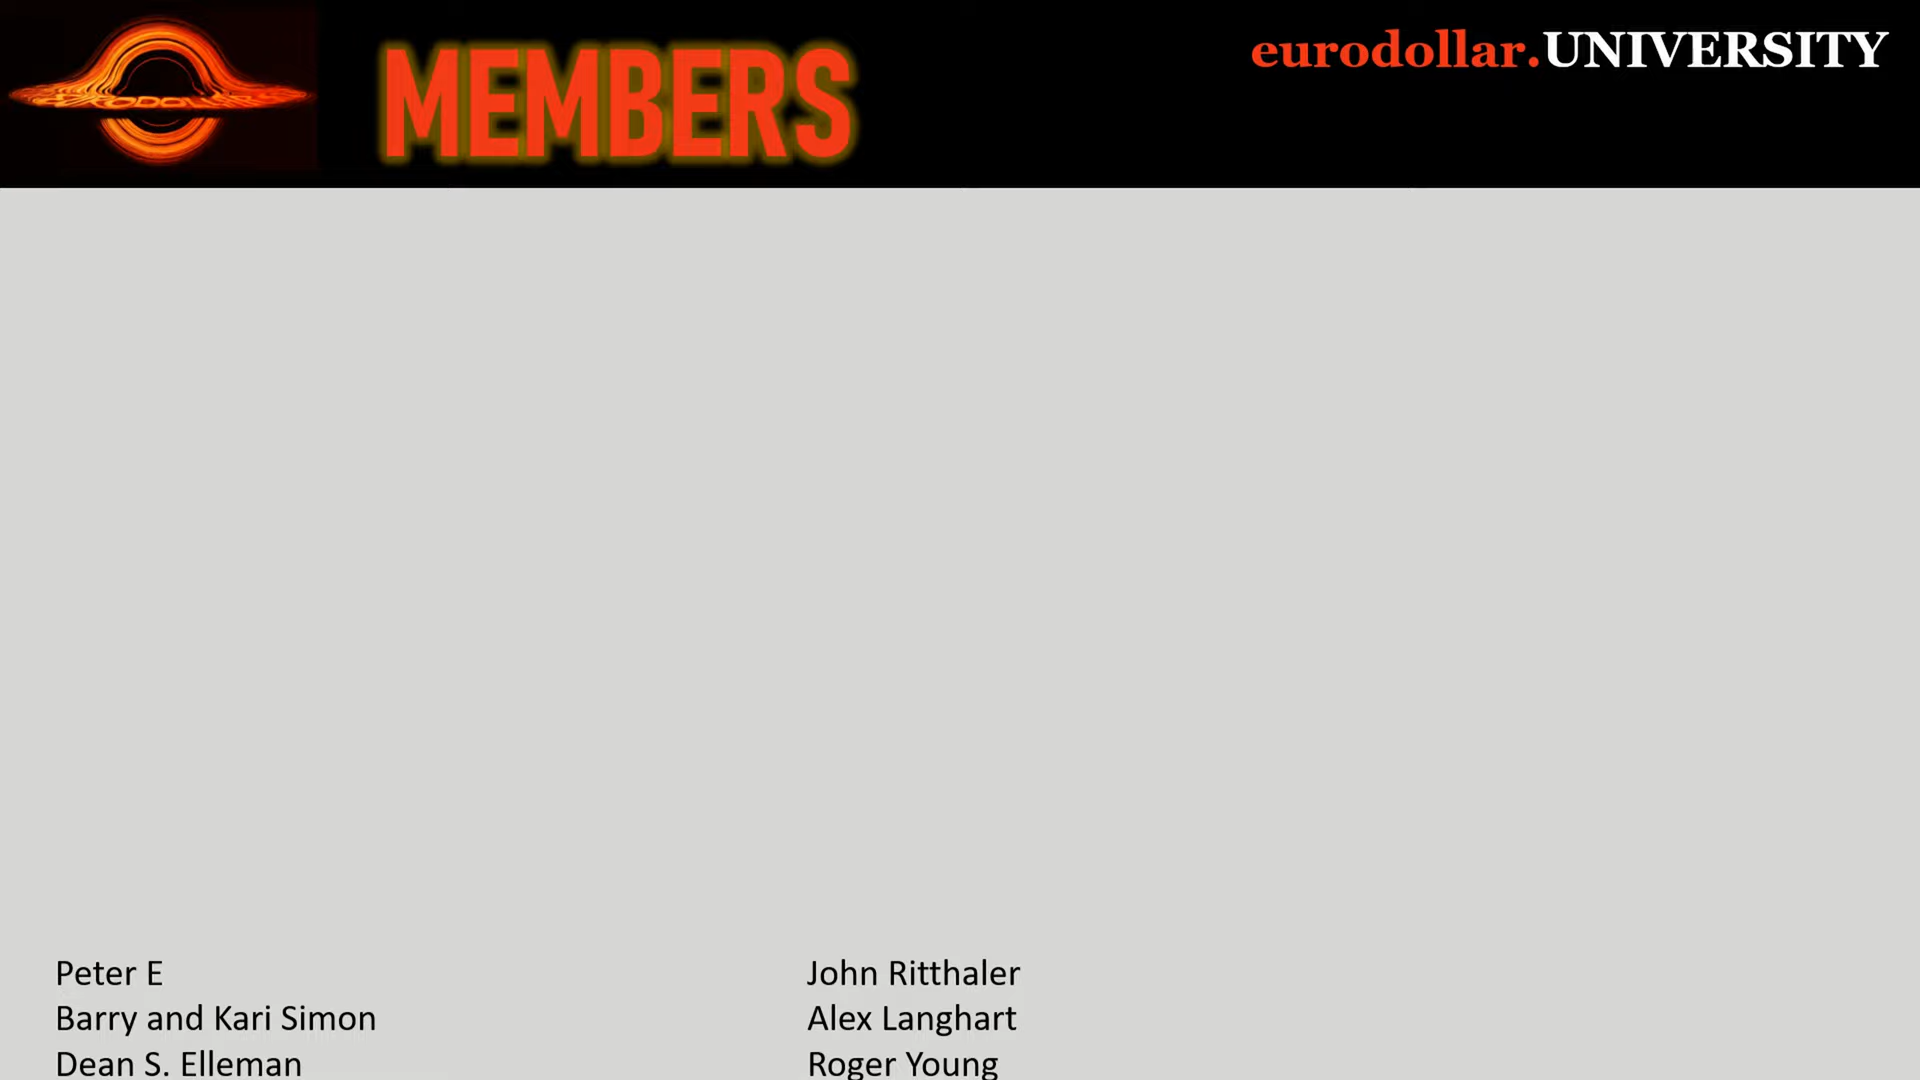 MEMBERS
eurodollar.UNIVERSITY
Peter E
Barry and Kari Simon
Dean S. Elleman
John Ritthaler
Alex Langhart
Roger Young